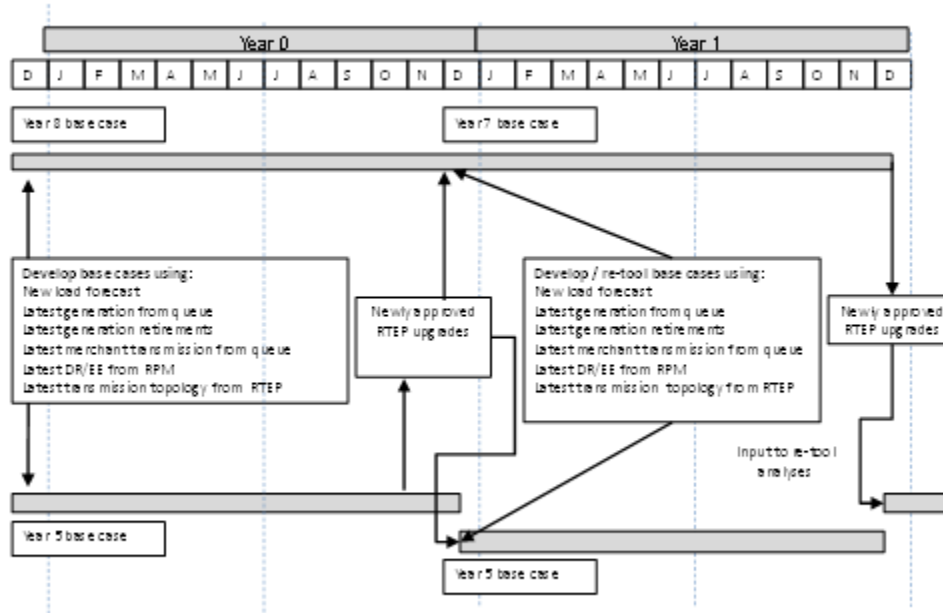 Year 0 Year 1
D J F M A M J J A S O N D J F M A M J J A S O N D
Year 8 base case Year 7 base case
Develop base cases using:
New load forecast
Latest generation from queue
Latest generation retirements
Latest merchant transmission from queue
Latest DR/EE from RPM
Latest transmission topology from RTEP
Newly approved
RTEP upgrades
Develop / re-tool base cases using:
New load forecast
Latest generation from queue
Latest generation retirements
Latest merchant transmission from queue
Latest DR/EE from RPM
Latest transmission topology from RTEP
Newly approved
RTEP upgrades
Input to re-tool
analyses
Year 5 base case
Year 5 base case